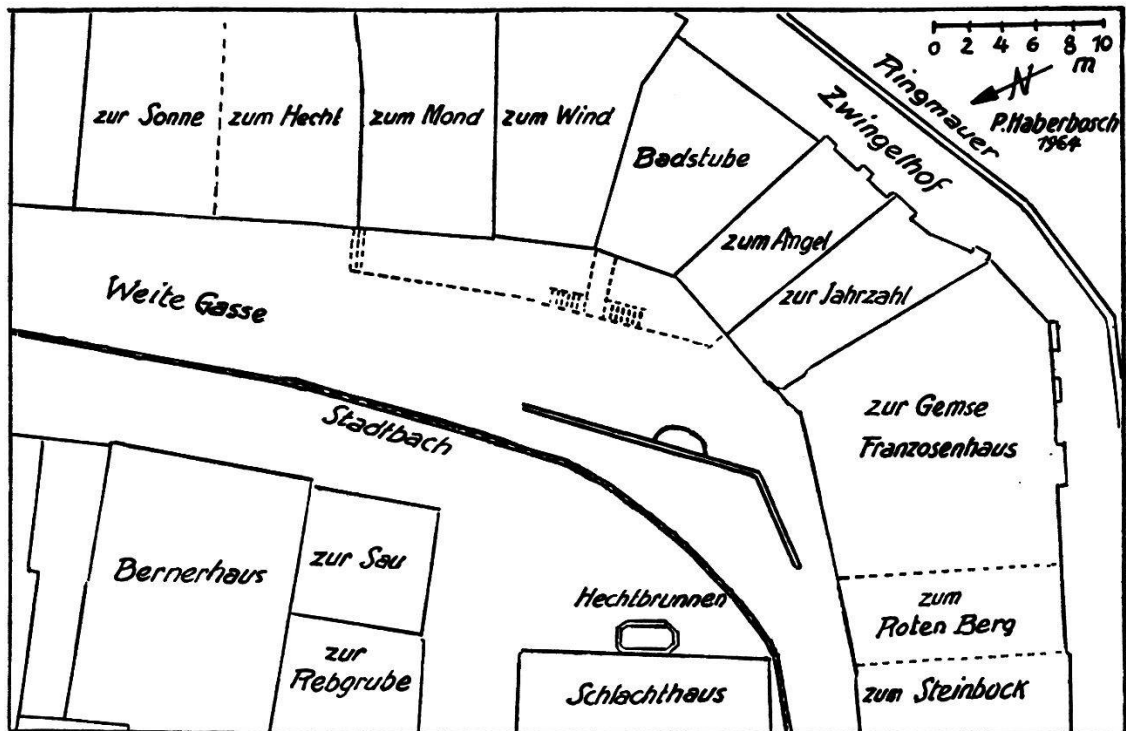 0 2 4 6 8 10
m
N
P. Haberbosch
1964
Ringmauer
Zwingelhof
zur Sonne
zum Hecht
zum Mond
zum Wind
Badstube
zum Angel
zur Jahrzahl
Weite Gasse
Stadtbach
zur Gemse
Franzosenhaus
Bernerhaus
zur Sau
zur
Rebgrube
Hechtbrunnen
Schlachthaus
zum
Roten Berg
zum Steinbock